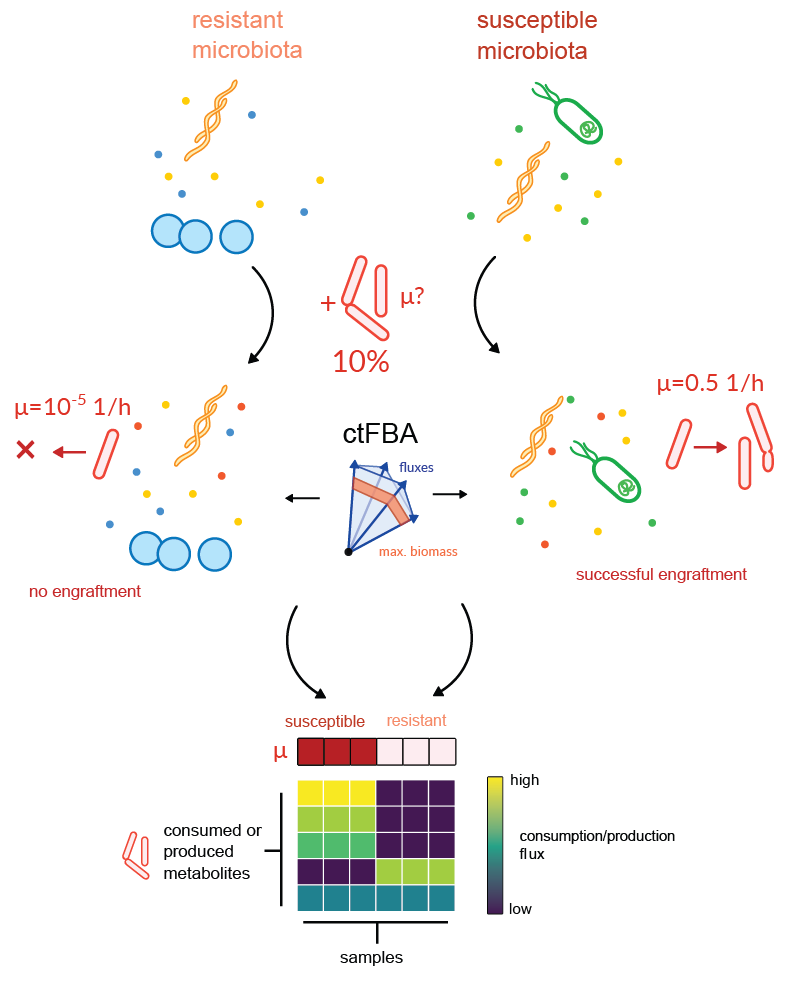 resistant
microbiota
susceptible
microbiota
+
μ?
10%
μ=10⁻⁵ 1/h
μ=0.5 1/h
ctFBA
fluxes
max. biomass
no engraftment
successful engraftment
susceptible
resistant
μ
high
consumed or
produced
metabolites
consumption/production
flux
low
samples